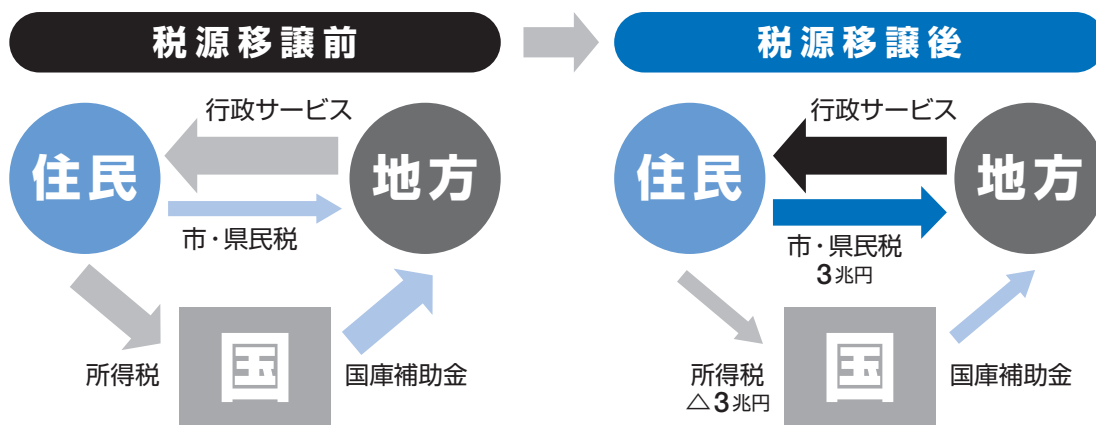 税源移譲前
行政サービス
住民
地方
市・県民税
所得税
国
国庫補助金
税源移譲後
行政サービス
住民
地方
市・県民税
3兆円
所得税
△3兆円
国
国庫補助金